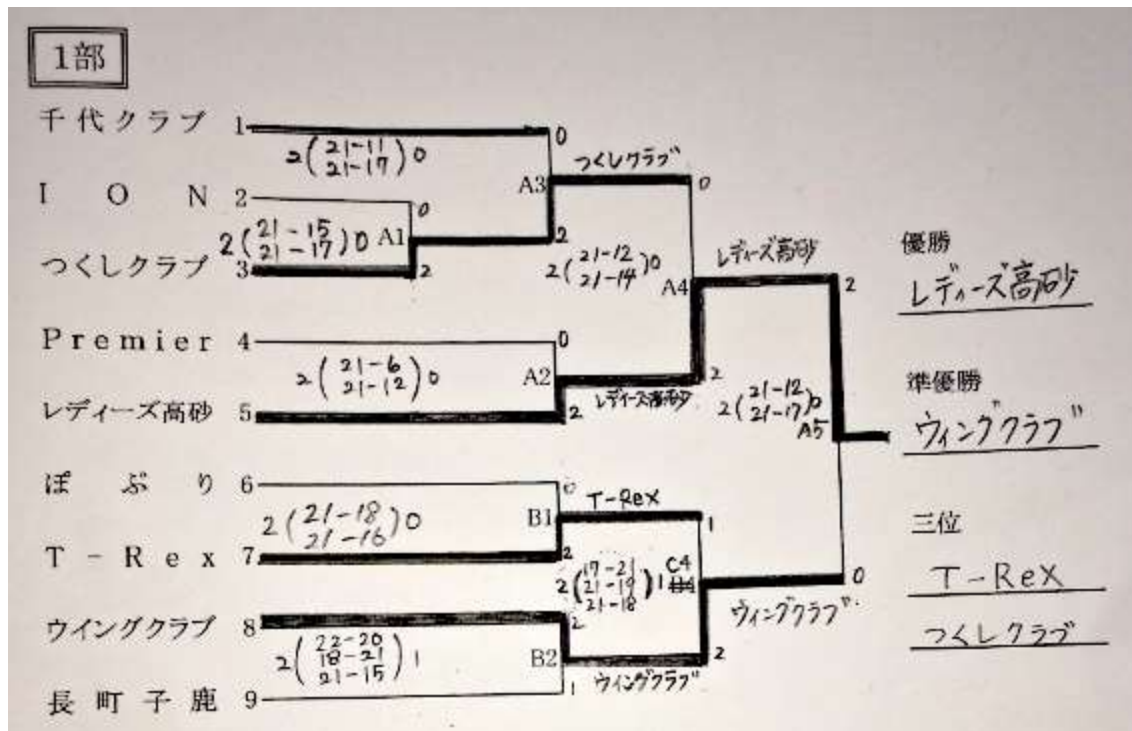 1部
千代クラブ 1
0
2(21-11 21-17)0
つくしクラブ
I O N 2
0
A3
0
2(21-15 21-17)0 A1
2
つくしクラブ 3
2
2(21-12 21-14)0
A4
レディーズ高砂
2
優勝
レディーズ高砂
Premier 4
0
2(21-6 21-12)0
A2
2
レディーズ高砂
レディーズ高砂 5
2
2(21-12 21-17)0
A5
準優勝
ウィングクラブ
ぽぷり 6
0
T-Rex
2(21-18 21-16)0
B1
1
三位
T-Rex
つくしクラブ
T-Rex 7
2
2(17-21 21-19 21-18)1
C4
0
ウィングクラブ
ウイングクラブ 8
2
2(22-20 18-21 21-15)1
B2
2
ウイングクラブ
長町子鹿 9
1